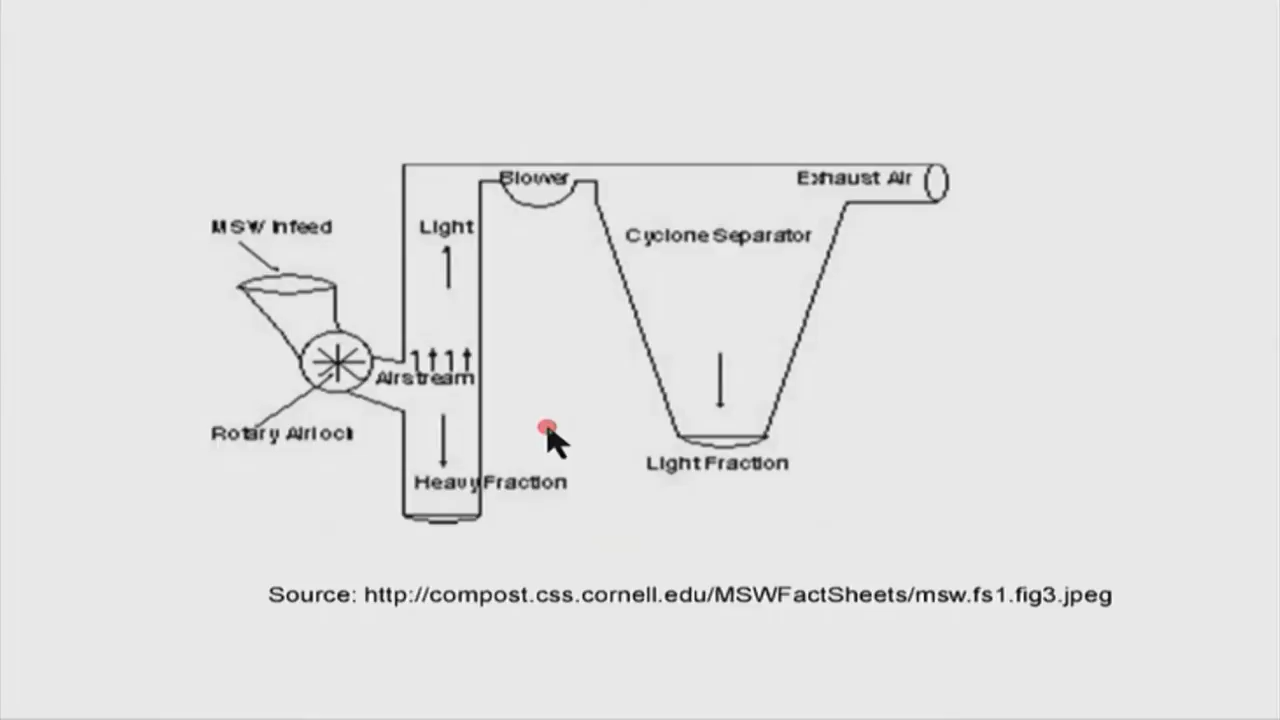 Blower
Exhaust Air
MSW Infeed
Light
Cyclone Separator
Airstream
Rotary Airlock
Light Fraction
Heavy Fraction
Source: http://compost.css.cornell.edu/MSWFactSheets/msw.fs1.fig3.jpeg